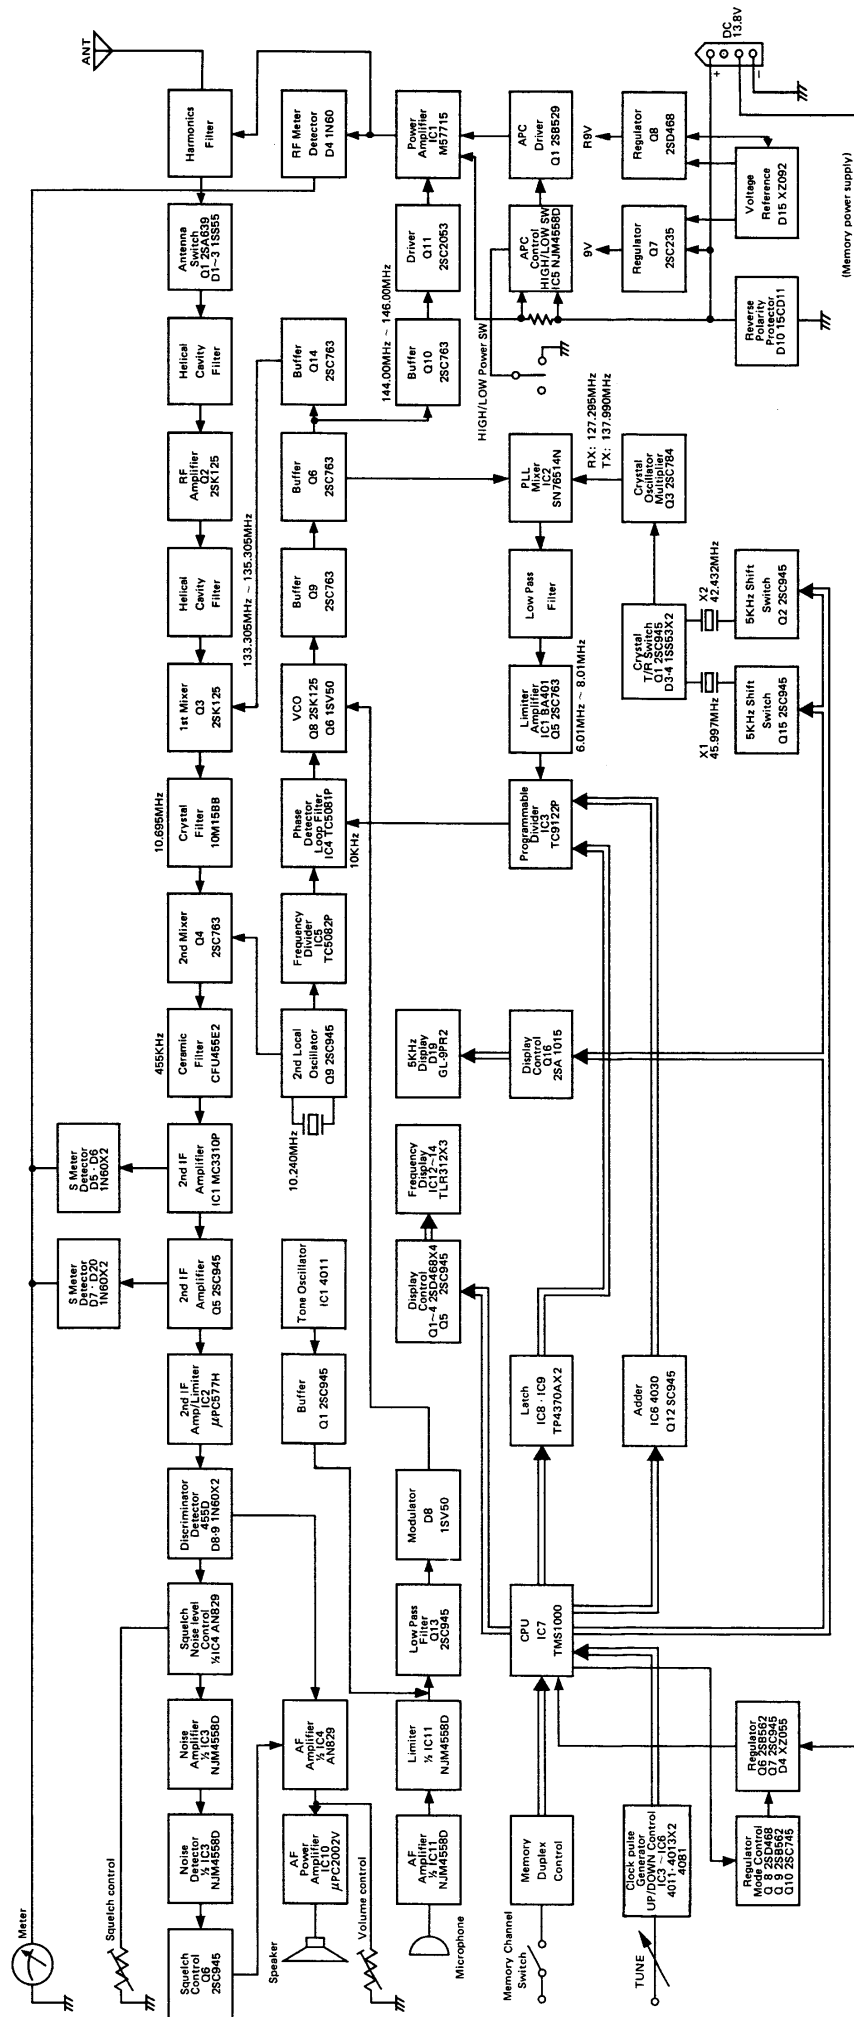 Meter
Squelch control
Squelch
Control
Q6
2SC945
Noise
Detector
½ IC3
NJM4558D
Noise
Amplifier
½ IC3
NJM4558D
Squelch
Noise level
Control
½IC4 AN829
Discriminator
Detector
455D
D8·9 1N60X2
2nd IF
Amp/Limiter
IC2
µPC577H
2nd IF
Amplifier
Q5 2SC945
2nd IF
Amplifier
IC1 MC3310P
S Meter
Detector
D7 · D20
1N60X2
S Meter
Detector
D5 · D6
1N60X2
455KHz
Ceramic
Filter
CFU455E2
2nd Mixer
Q4
2SC763
10.695MHz
Crystal
Filter
10M15BB
1st Mixer
Q3
2SK125
Helical
Cavity
Filter
RF
Amplifier
Q2
2SK125
Helical
Cavity
Filter
Antenna
Switch
Q1 2SA639
D1~3 1SS55
Harmonics
Filter
ANT
133.305MHz ~ 135.305MHz
Speaker
AF
Power
Amplifier
IC10
µPC2002V
AF
Amplifier
½ IC4
AN829
Volume control
Buffer
Q1 2SC945
Tone Oscillator
IC1 4011
10.240MHz
2nd Local
Oscillator
Q9 2SC945
Frequency
Divider
IC5
TC5082P
Phase
Detector
Loop Filter
IC4 TC5081P
10KHz
VCO
Q8 2SK125
Q6 1SV50
Buffer
Q9
2SC763
Buffer
Q6
2SC763
Buffer
Q14
2SC763
RF Meter
Detector
D4 1N60
144.00MHz ~ 146.00MHz
Microphone
AF
Amplifier
½ IC11
NJM4558D
Limiter
½ IC11
NJM4558D
Low Pass
Filter
Q13
2SC945
Modulator
D8
1SV50
Display
Control
Q1~4 2SD468X4
Q5 2SC945
Frequency
Display
IC12~14
TLR312X3
5KHz
Display
D19
GL-9PR2
Buffer
Q10
2SC763
Driver
Q11
2SC2053
Power
Amplifier
IC1
M57715
HIGH/LOW Power SW
Memory Channel
Switch
Memory
Duplex
Control
CPU
IC7
TMS1000
Latch
IC8 · IC9
TP4370AX2
Display
Control
Q16
2SA 1015
Programmable
Divider
IC3
TC9122P
Limiter
Amplifier
IC1 BA401
Q5 2SC763
6.01MHz ~ 8.01MHz
Low Pass
Filter
PLL
Mixer
IC2
SN76514N
RX: 127.295MHz
TX: 137.990MHz
APC
Control
HIGH/LOW SW
IC5 NJM4558D
APC
Driver
Q1 2SB529
9V
R9V
TUNE
Clock pulse
Generator
UP/DOWN Control
IC3 ~ IC6
4011·4013X2
4081
Adder
IC6 4030
Q12 SC945
Crystal
T/R Switch
Q1 2SC945
D3·4 1SS53X2
Crystal
Oscillator
Multiplier
Q3 2SC784
Regulator
Q7
2SC235
Regulator
Q8
2SD468
X1
45.997MHz
X2
42.432MHz
Regulator
Mode Control
Q 8 2SD468
Q 9 2SB562
Q10 2SC745
Regulator
Q6 2SB562
Q7 2SC945
D4 XZ055
5KHz Shift
Switch
Q15 2SC945
5KHz Shift
Switch
Q2 2SC945
Reverse
Polarity
Protector
D10 15CD11
Voltage
Reference
D15 XZ092
+
−
DC
13.8V
(Memory power supply)